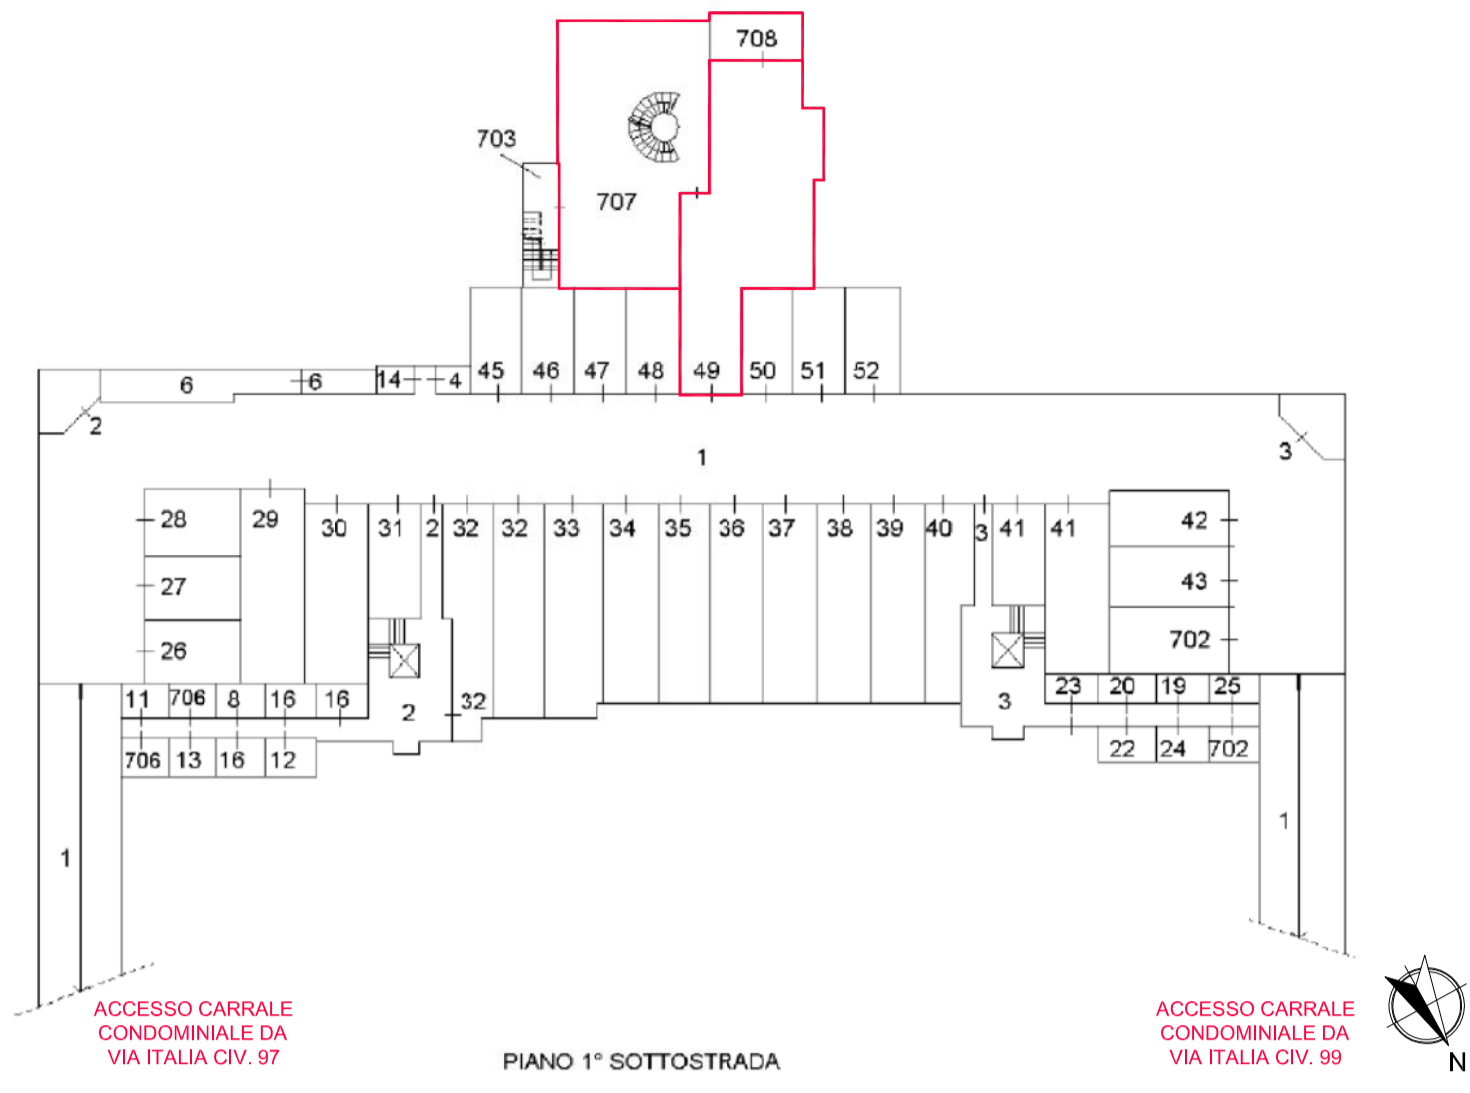 708
703
707
45 46 47 48 49 50 51 52
6 6 14 4
2
3
1
28 29 30 31 2 32 32 33 34 35 36 37 38 39 40 3 41 41 42
27 43
26 702
11 706 8 16 16 2 32 3 23 20 19 25
706 13 16 12 22 24 702
1 1
ACCESSO CARRALE
CONDOMINIALE DA
VIA ITALIA CIV. 97
PIANO 1° SOTTOSTRADA
ACCESSO CARRALE
CONDOMINIALE DA
VIA ITALIA CIV. 99
N